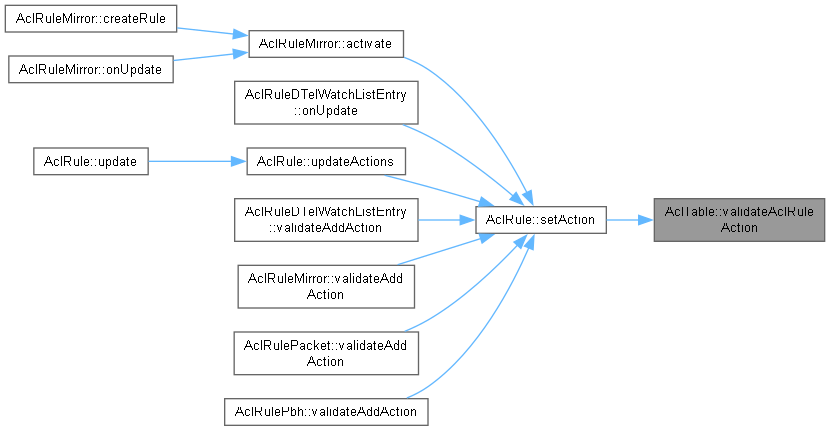 AclRuleMirror::createRule
AclRuleMirror::activate
AclRuleMirror::onUpdate
AclRuleDTelWatchListEntry
::onUpdate
AclRule::update
AclRule::updateActions
AclRuleDTelWatchListEntry
::validateAddAction
AclRule::setAction
AclTable::validateAclRule
Action
AclRuleMirror::validateAdd
Action
AclRulePacket::validateAdd
Action
AclRulePbh::validateAddAction